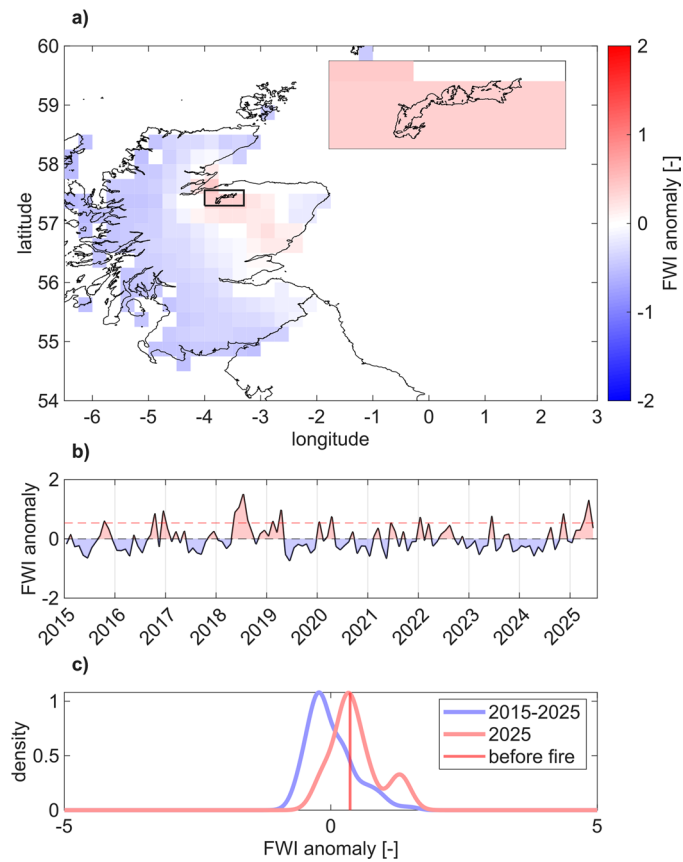 a)
60
59
58
57
56
55
54
latitude
-6 -5 -4 -3 -2 -1 0 1 2 3
longitude
2
1
0
-1
-2
FWI anomaly [-]
b)
2
0
-2
FWI anomaly
2015 2016 2017 2018 2019 2020 2021 2022 2023 2024 2025
c)
1
0.5
0
density
2015-2025
2025
before fire
-5 0 5
FWI anomaly [-]